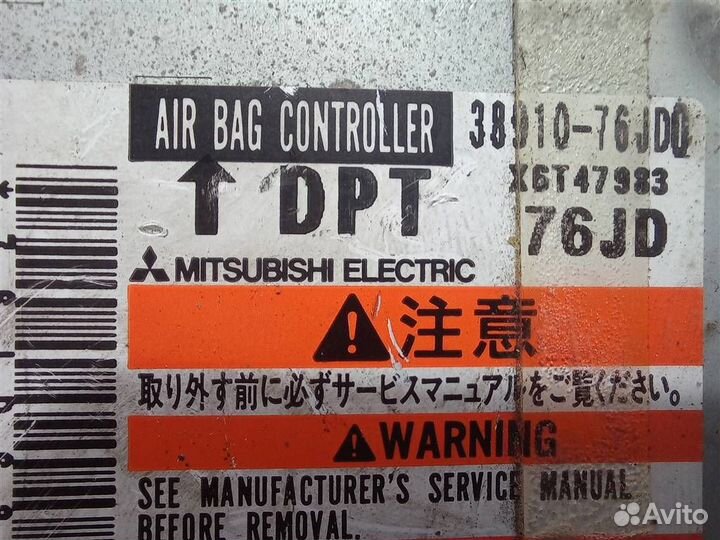 AIR BAG CONTROLLER 38910-76JD0
X6T47983
DPT 76JD
MITSUBISHI ELECTRIC
注意
取り外す前に必ずサービスマニュアルをご覧ください。
WARNING
SEE MANUFACTURER'S SERVICE MANUAL
BEFORE REMOVAL.
Avito